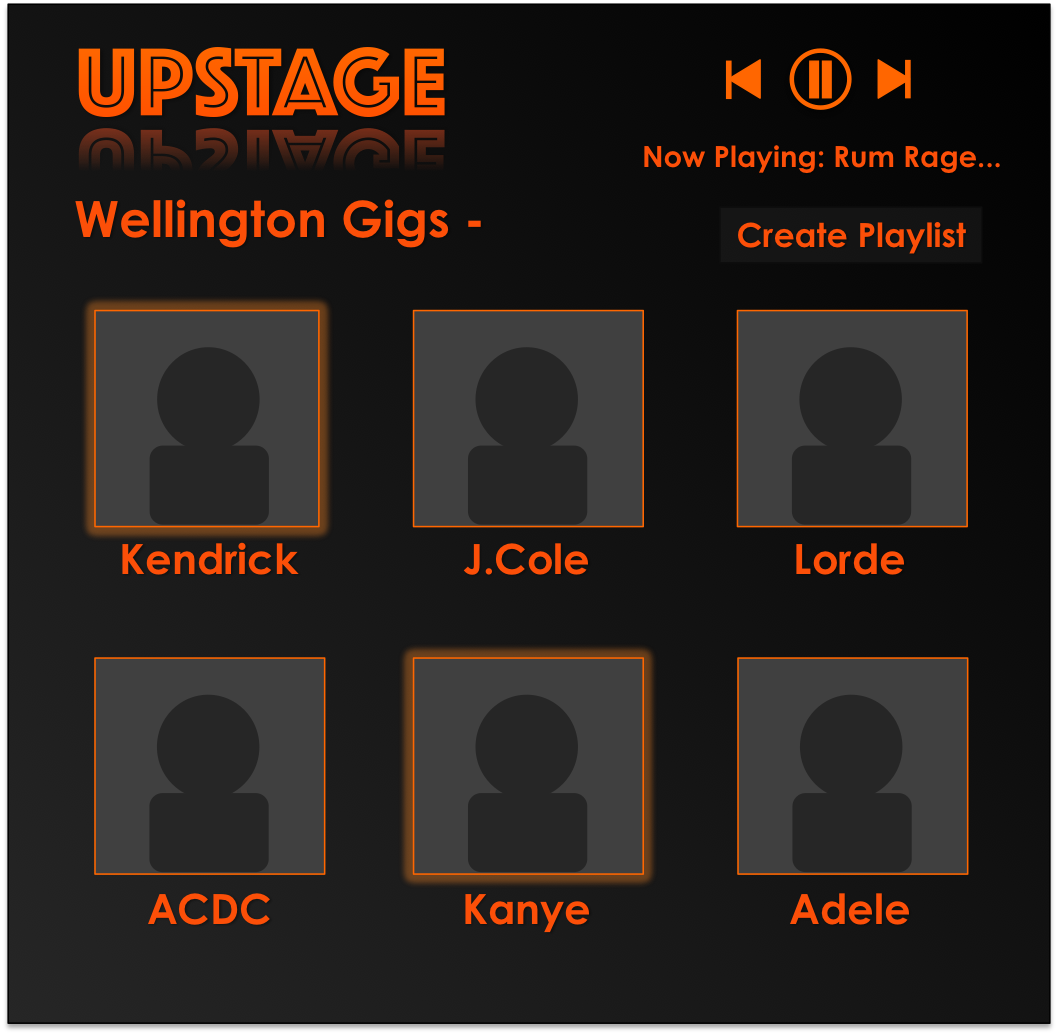 UPSTAGE
Now Playing: Rum Rage...
Wellington Gigs -
Create Playlist
Kendrick
J.Cole
Lorde
ACDC
Kanye
Adele